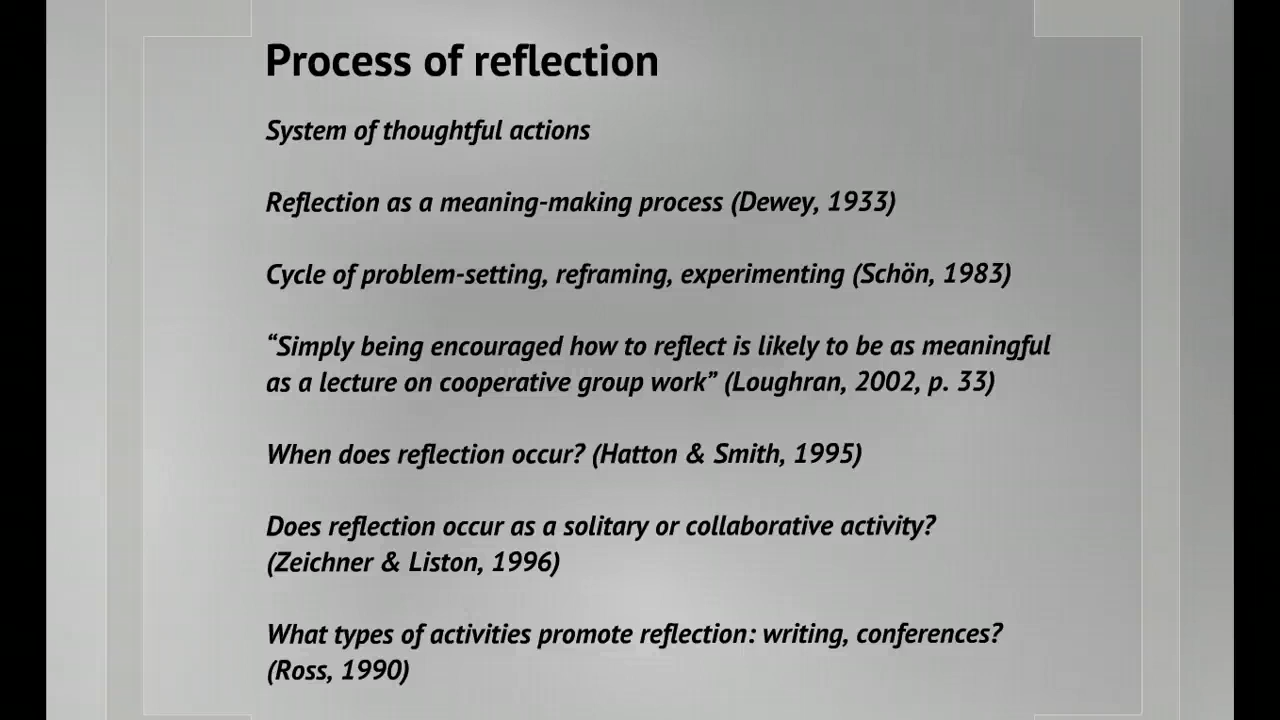 Process of reflection
System of thoughtful actions
Reflection as a meaning-making process (Dewey, 1933)
Cycle of problem-setting, reframing, experimenting (Schön, 1983)
“Simply being encouraged how to reflect is likely to be as meaningful
as a lecture on cooperative group work” (Loughran, 2002, p. 33)
When does reflection occur? (Hatton & Smith, 1995)
Does reflection occur as a solitary or collaborative activity?
(Zeichner & Liston, 1996)
What types of activities promote reflection: writing, conferences?
(Ross, 1990)